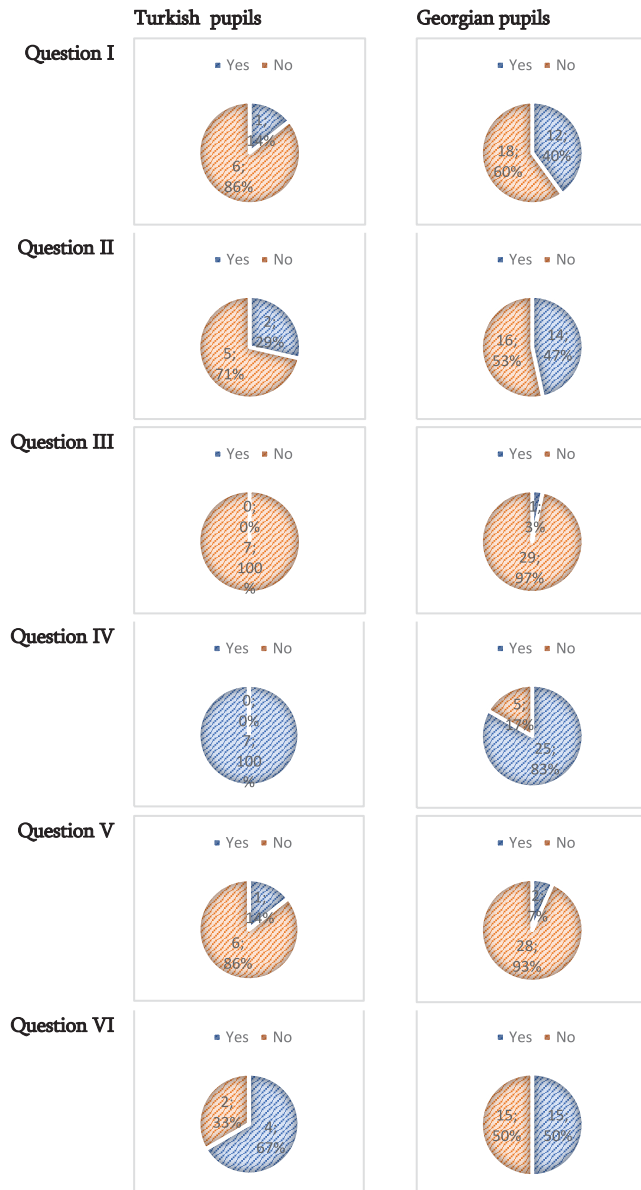 Turkish pupils
Georgian pupils
Question I
Yes No
1;
14%
6;
86%
Yes No
12;
40%
18;
60%
Question II
Yes No
2;
29%
5;
71%
Yes No
14;
47%
16;
53%
Question III
Yes No
0;
0%
7;
100
%
Yes No
1;
3%
29;
97%
Question IV
Yes No
0;
0%
7;
100
%
Yes No
5;
17%
25;
83%
Question V
Yes No
1;
14%
6;
86%
Yes No
2;
7%
28;
93%
Question VI
Yes No
2;
33%
4;
67%
Yes No
15;
50%
15;
50%